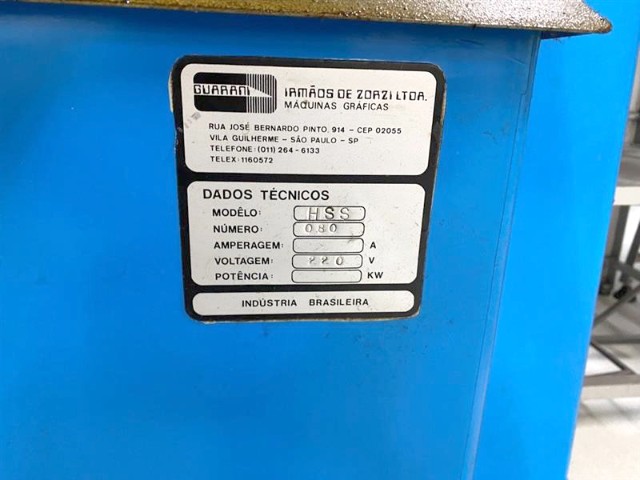 GUARANI
IRMÃOS DE ZORZI LTDA.
MÁQUINAS GRÁFICAS
RUA JOSÉ BERNARDO PINTO, 914 – CEP 02055
VILA GUILHERME – SÃO PAULO – SP
TELEFONE: (011) 264-6133
TELEX: 1160572
DADOS TÉCNICOS
MODÊLO: HSS
NÚMERO: 080
AMPERAGEM: A
VOLTAGEM: 220 V
POTÊNCIA: KW
INDÚSTRIA BRASILEIRA